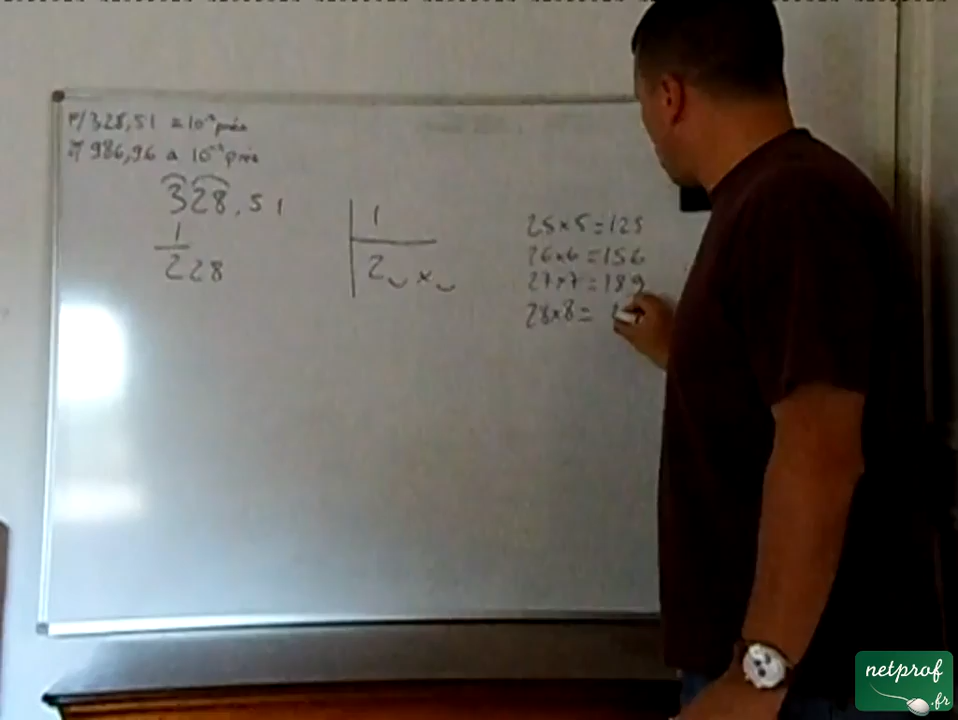 1°/ 328,51 a 10⁻² près
2°/ 986,96 a 10⁻² près
328,51
1
228
1
2 ×
25×5=125
26×6=156
27×7=189
28×8=
netprof
.fr